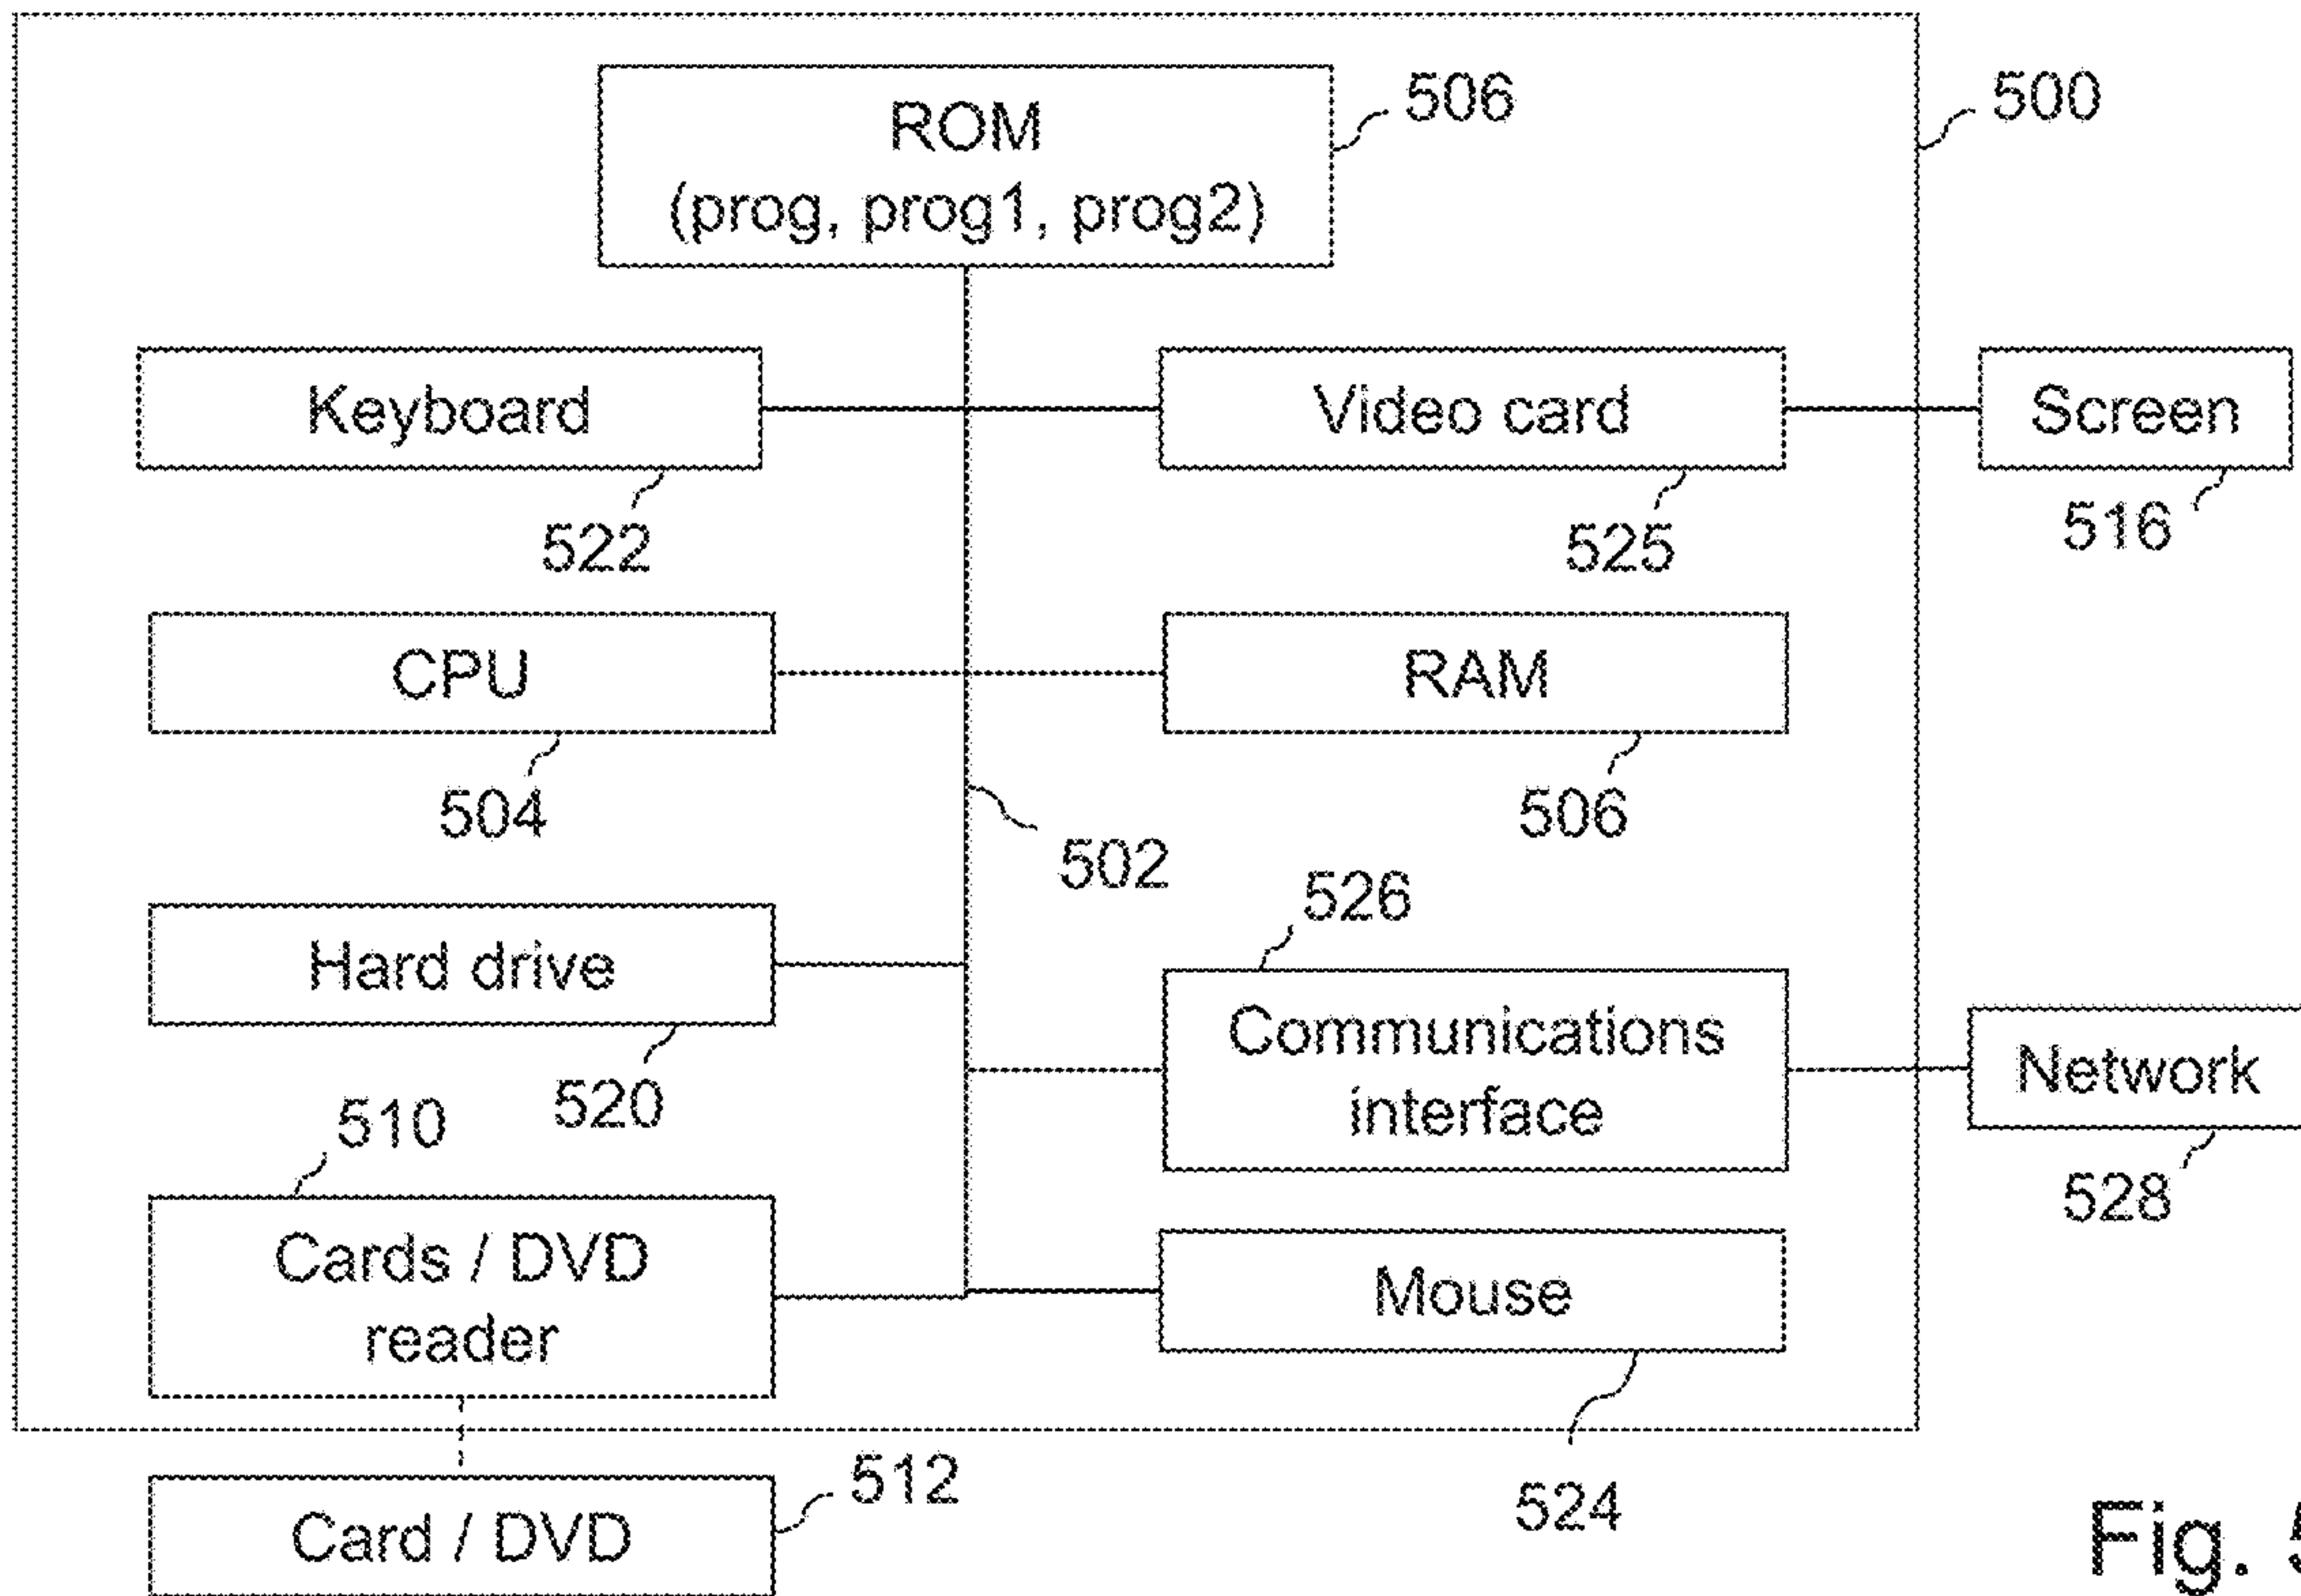 ROM
(prog, prog1, prog2)
506
500
Keyboard
522
Video card
525
Screen
516
CPU
504
RAM
506
502
Hard drive
520
526
Communications
interface
Network
528
510
Cards / DVD
reader
Mouse
524
Card / DVD
512
Fig. 5